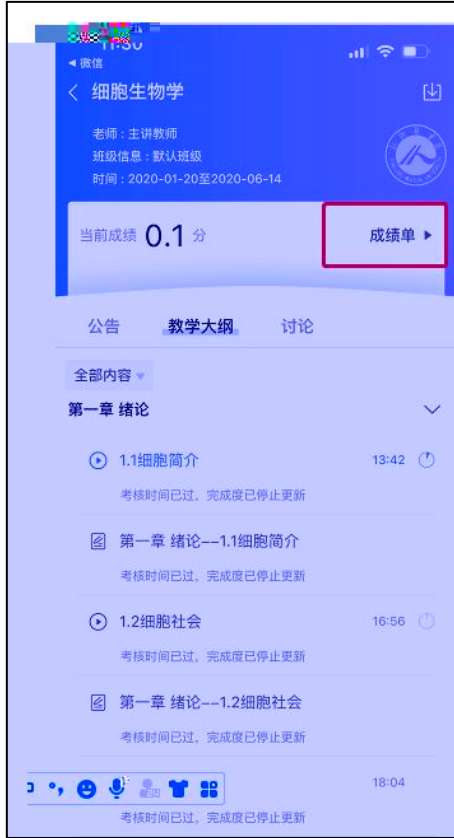 11:30
微信
细胞生物学
老师：主讲教师
班级信息：默认班级
时间：2020-01-20至2020-06-14
当前成绩 0.1 分
成绩单
公告 教学大纲 讨论
全部内容
第一章 绪论
1.1细胞简介 13:42
考核时间已过，完成度已停止更新
第一章 绪论--1.1细胞简介
考核时间已过，完成度已停止更新
1.2细胞社会 16:56
考核时间已过，完成度已停止更新
第一章 绪论--1.2细胞社会
考核时间已过，完成度已停止更新
18:04
考核时间已过，完成度已停止更新